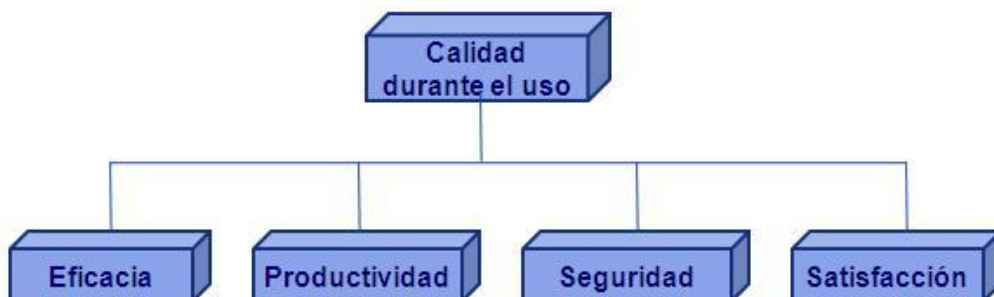 Calidad
durante el uso
Eficacia
Productividad
Seguridad
Satisfacción